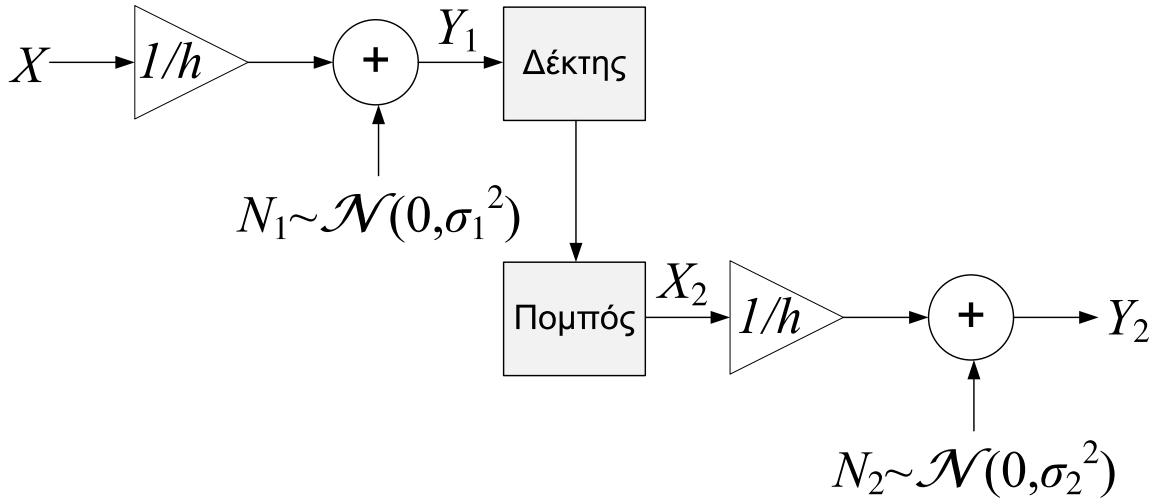 X 1/h + Y₁ Δέκτης
N₁~𝒩(0,σ₁²)
Πομπός X₂ 1/h + Y₂
N₂~𝒩(0,σ₂²)